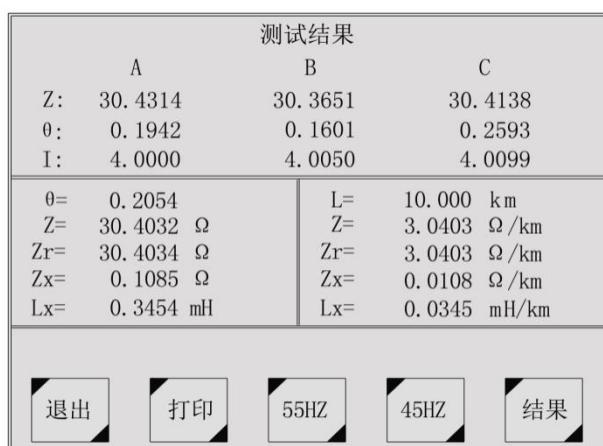 测试结果
A B C
Z: 30.4314 30.3651 30.4138
θ: 0.1942 0.1601 0.2593
I: 4.0000 4.0050 4.0099
θ= 0.2054
Z= 30.4032 Ω
Zr= 30.4034 Ω
Zx= 0.1085 Ω
Lx= 0.3454 mH
L= 10.000 km
Z= 3.0403 Ω/km
Zr= 3.0403 Ω/km
Zx= 0.0108 Ω/km
Lx= 0.0345 mH/km
退出 打印 55HZ 45HZ 结果